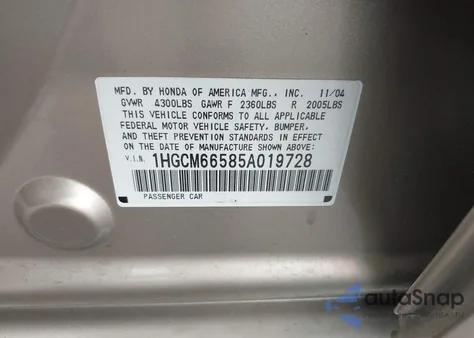 MFD. BY HONDA OF AMERICA MFG., INC. 11/04
GVWR 4300LBS GAWR F 2360LBS R 2005LBS
THIS VEHICLE CONFORMS TO ALL APPLICABLE
FEDERAL MOTOR VEHICLE SAFETY, BUMPER,
AND THEFT PREVENTION STANDARDS IN EFFECT
ON THE DATE OF MANUFACTURE SHOWN ABOVE.
V.I.N. 1HGCM66585A019728
PASSENGER CAR
autoSnap